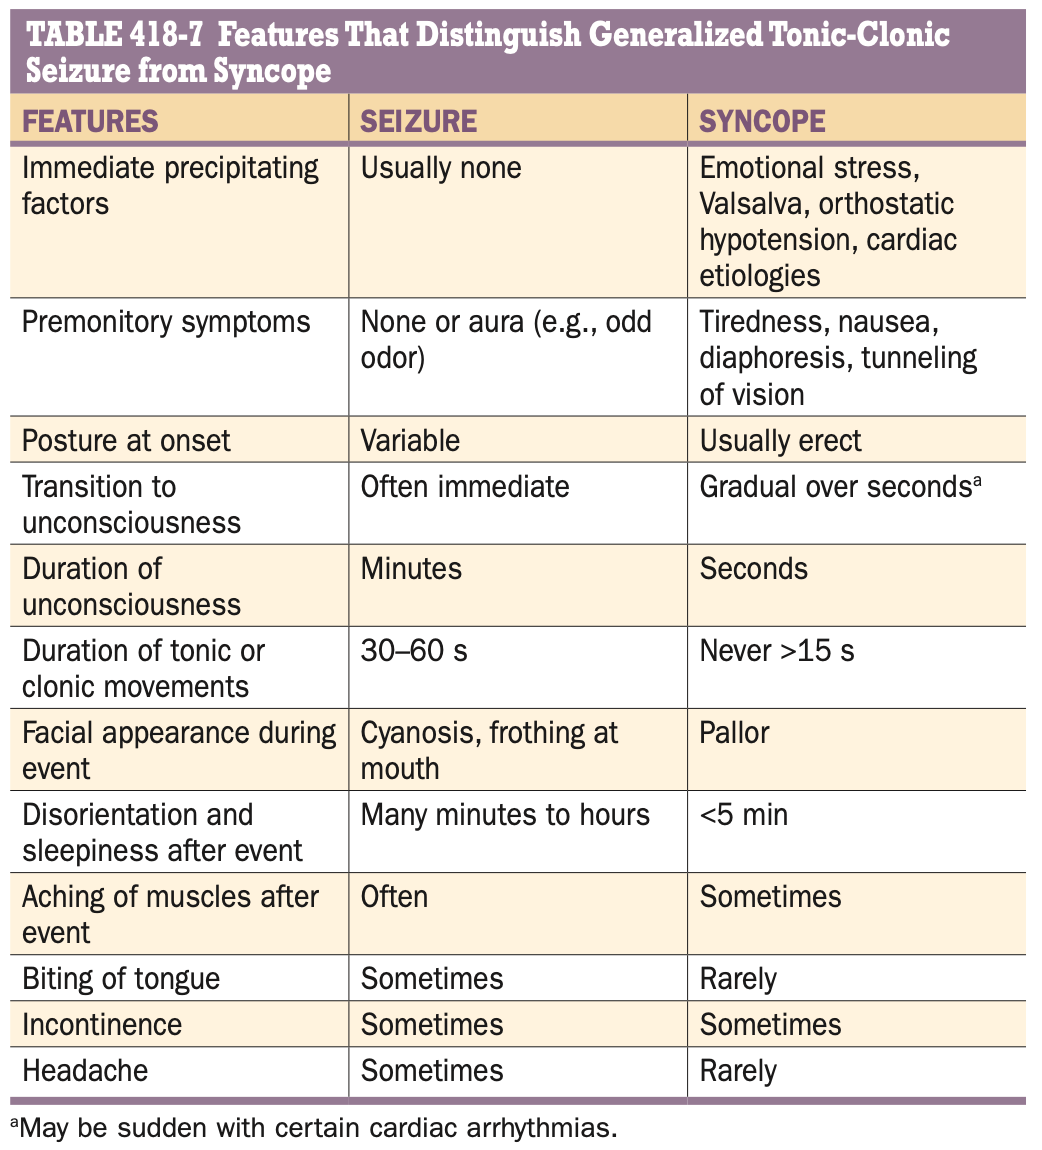 TABLE 418-7 Features That Distinguish Generalized Tonic-Clonic
Seizure from Syncope
FEATURES SEIZURE SYNCOPE
Immediate precipitating factors Usually none Emotional stress, Valsalva, orthostatic hypotension, cardiac etiologies
Premonitory symptoms None or aura (e.g., odd odor) Tiredness, nausea, diaphoresis, tunneling of vision
Posture at onset Variable Usually erect
Transition to unconsciousness Often immediate Gradual over secondsᵃ
Duration of unconsciousness Minutes Seconds
Duration of tonic or clonic movements 30–60 s Never >15 s
Facial appearance during event Cyanosis, frothing at mouth Pallor
Disorientation and sleepiness after event Many minutes to hours <5 min
Aching of muscles after event Often Sometimes
Biting of tongue Sometimes Rarely
Incontinence Sometimes Sometimes
Headache Sometimes Rarely
ᵃMay be sudden with certain cardiac arrhythmias.